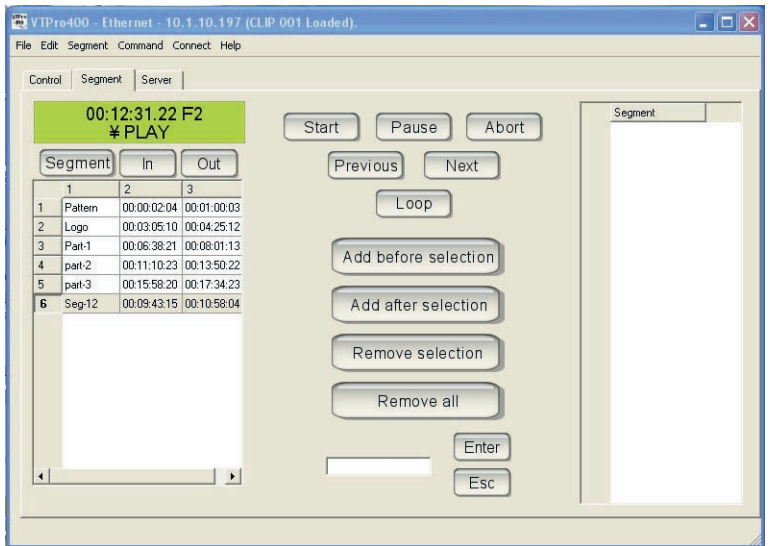 VTPro400 - Ethernet - 10.1.10.197 (CLIP 001 Loaded).
File Edit Segment Command Connect Help
Control Segment Server
00:12:31.22 F2
¥ PLAY
Segment In Out
1 2 3
1 Pattern 00:00:02:04 00:01:00:03
2 Logo 00:03:05:10 00:04:25:12
3 Part-1 00:06:38:21 00:08:01:13
4 part-2 00:11:10:23 00:13:50:22
5 part-3 00:15:58:20 00:17:34:23
6 Seg-12 00:09:43:15 00:10:58:04
Start Pause Abort
Previous Next
Loop
Add before selection
Add after selection
Remove selection
Remove all
Enter
Esc
Segment